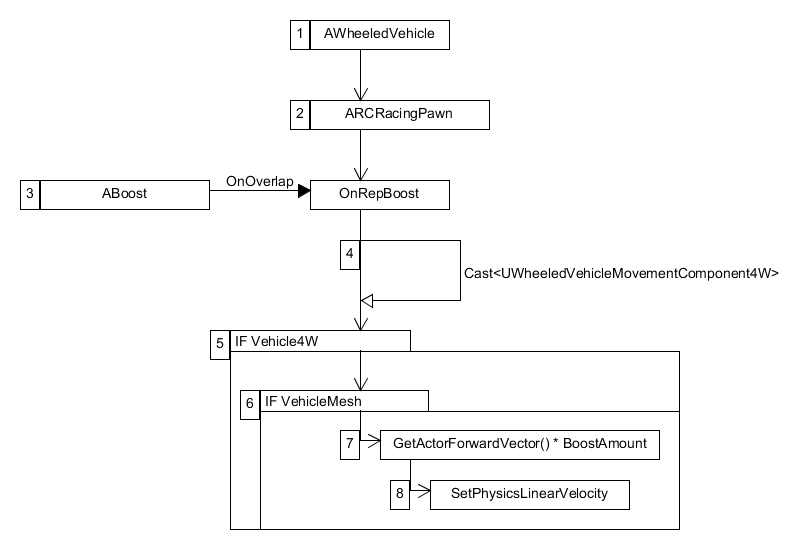 1 AWheeledVehicle
2 ARCRacingPawn
3 ABoost OnOverlap OnRepBoost
4
Cast<UWheeledVehicleMovementComponent4W>
5 IF Vehicle4W
6 IF VehicleMesh
7 GetActorForwardVector() * BoostAmount
8 SetPhysicsLinearVelocity